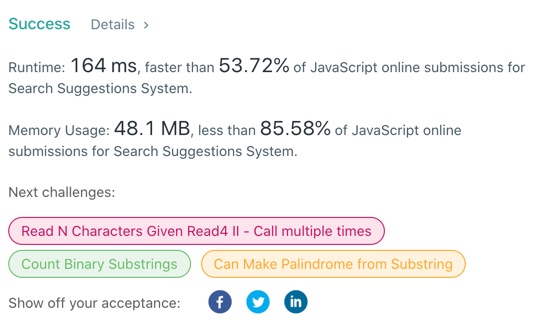 Success Details >
Runtime: 164 ms, faster than 53.72% of JavaScript online submissions for
Search Suggestions System.
Memory Usage: 48.1 MB, less than 85.58% of JavaScript online
submissions for Search Suggestions System.
Next challenges:
Read N Characters Given Read4 II - Call multiple times
Count Binary Substrings Can Make Palindrome from Substring
Show off your acceptance: f in